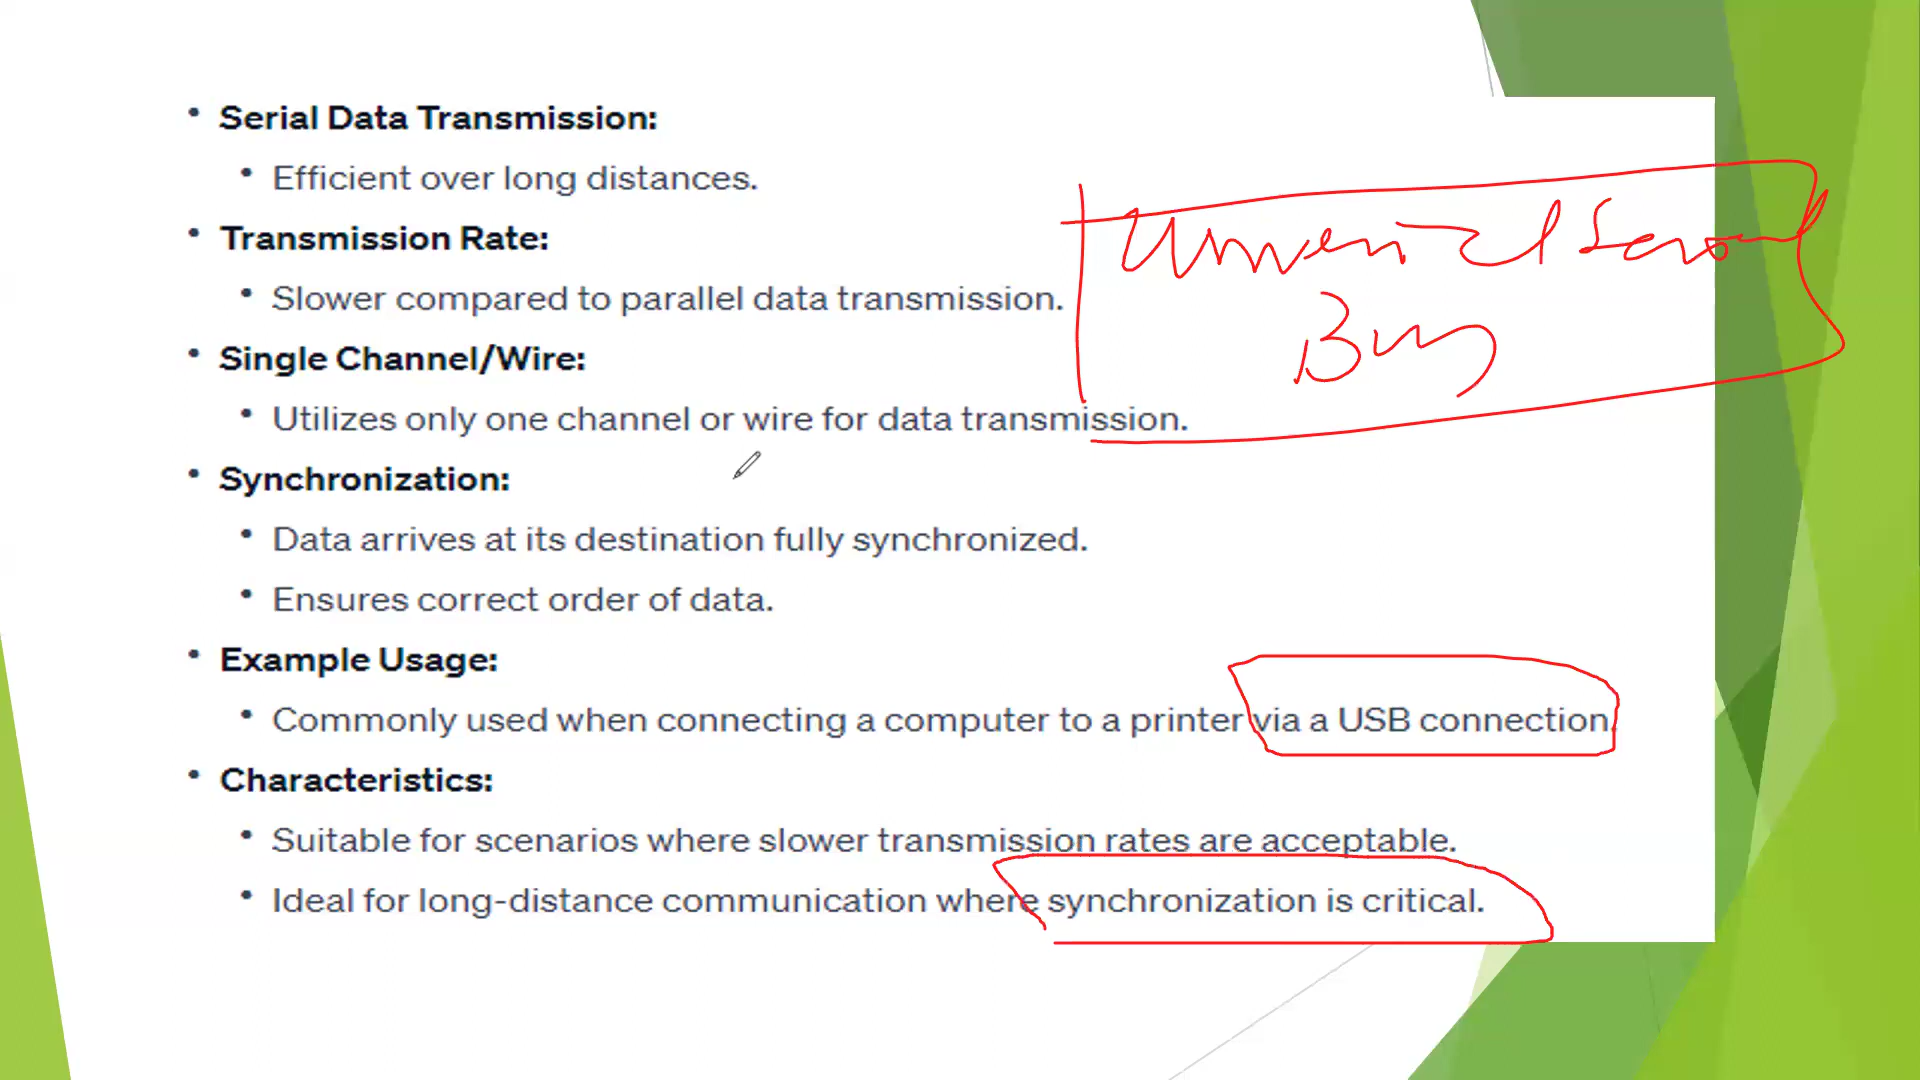 • Serial Data Transmission:
• Efficient over long distances.
• Transmission Rate:
• Slower compared to parallel data transmission.
• Single Channel/Wire:
• Utilizes only one channel or wire for data transmission.
• Synchronization:
• Data arrives at its destination fully synchronized.
• Ensures correct order of data.
• Example Usage:
• Commonly used when connecting a computer to a printer via a USB connection.
• Characteristics:
• Suitable for scenarios where slower transmission rates are acceptable.
• Ideal for long-distance communication where synchronization is critical.
Universal Serial
Bus